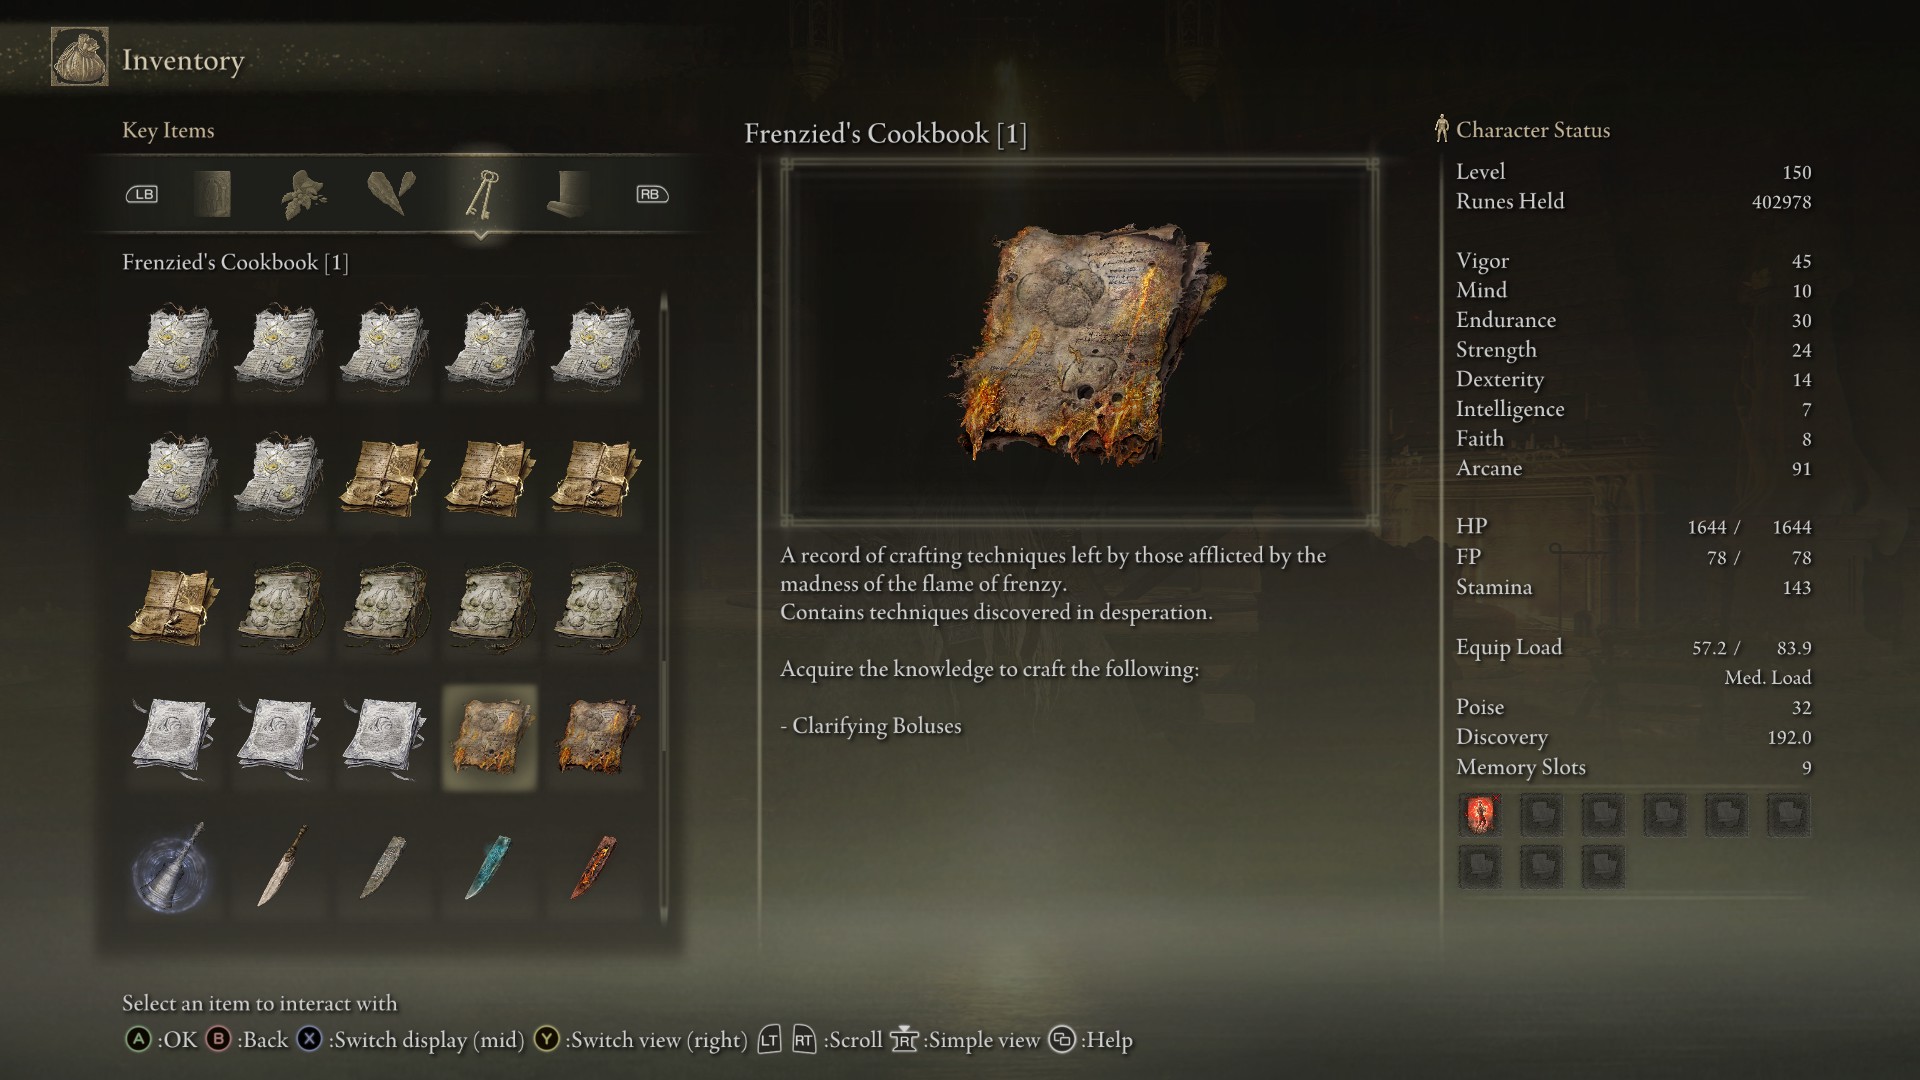 Inventory
Key Items
LB
RB
Frenzied's Cookbook [1]
Frenzied's Cookbook [1]
A record of crafting techniques left by those afflicted by the
madness of the flame of frenzy.
Contains techniques discovered in desperation.
Acquire the knowledge to craft the following:
- Clarifying Boluses
Character Status
Level 150
Runes Held 402978
Vigor 45
Mind 10
Endurance 30
Strength 24
Dexterity 14
Intelligence 7
Faith 8
Arcane 91
HP 1644 / 1644
FP 78 / 78
Stamina 143
Equip Load 57.2 / 83.9
Med. Load
Poise 32
Discovery 192.0
Memory Slots 9
Select an item to interact with
A :OK B :Back X :Switch display (mid) Y :Switch view (right) LT RT :Scroll R :Simple view :Help